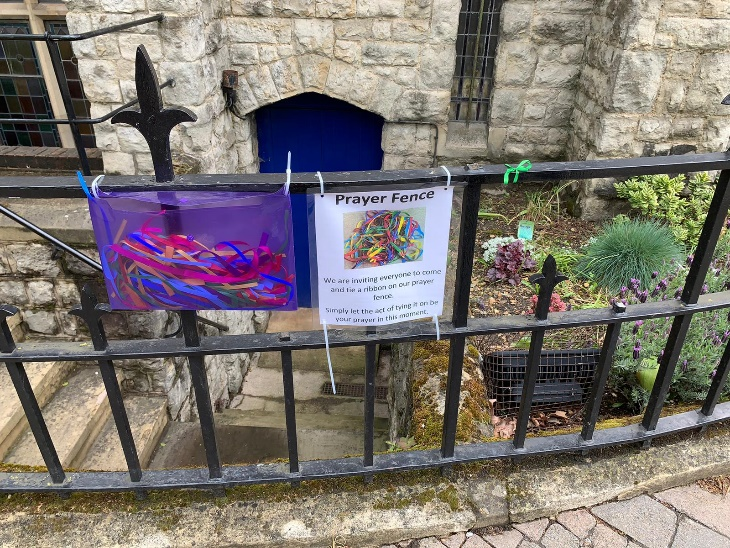 Prayer Fence
We are inviting everyone to come
and tie a ribbon on our prayer
fence.
Simply let the act of tying it on be
your prayer in this moment.